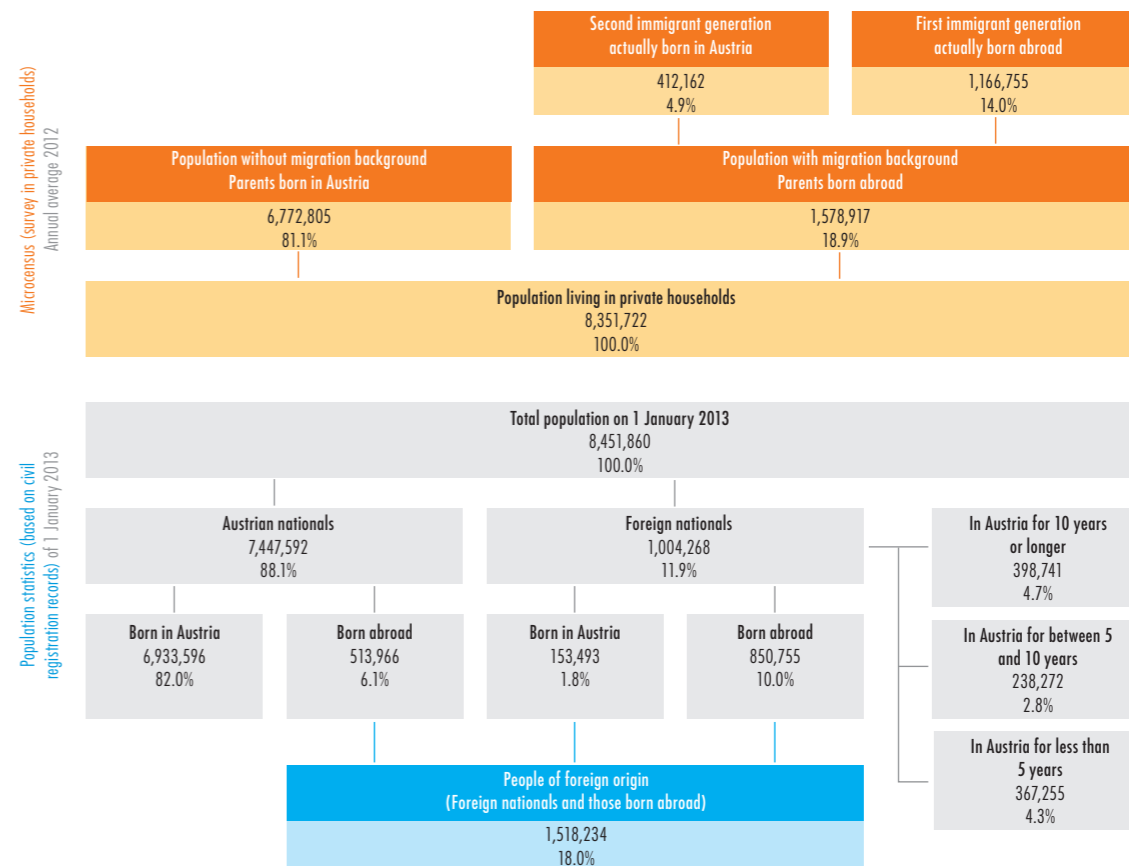 Microcensus (survey in private households)
Annual average 2012
Second immigrant generation
actually born in Austria
412,162
4.9%
First immigrant generation
actually born abroad
1,166,755
14.0%
Population without migration background
Parents born in Austria
6,772,805
81.1%
Population with migration background
Parents born abroad
1,578,917
18.9%
Population living in private households
8,351,722
100.0%
Population statistics (based on civil
registration records) of 1 January 2013
Total population on 1 January 2013
8,451,860
100.0%
Austrian nationals
7,447,592
88.1%
Foreign nationals
1,004,268
11.9%
In Austria for 10 years
or longer
398,741
4.7%
Born in Austria
6,933,596
82.0%
Born abroad
513,966
6.1%
Born in Austria
153,493
1.8%
Born abroad
850,755
10.0%
In Austria for between 5
and 10 years
238,272
2.8%
In Austria for less than
5 years
367,255
4.3%
People of foreign origin
(Foreign nationals and those born abroad)
1,518,234
18.0%